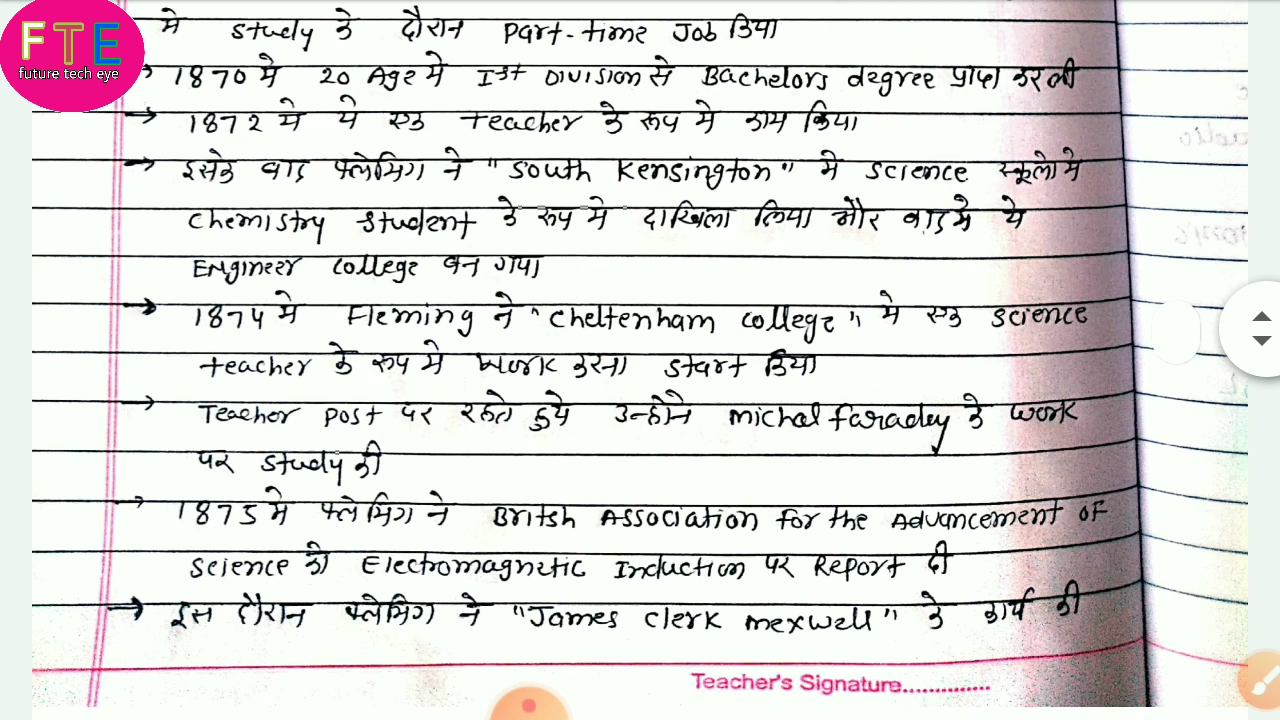 FTE
future tech eye
मे study के दौरान part-time Job किया
1870 मे 20 Age मे Ist Division से Bachelors degree प्राप्त कर ली
→ 1872 मे ये एक teacher के रूप मे काम किया
→ इसके बाद फ्लेमिंग ने "South Kensington" मे science स्कूलो मे
Chemistry student के रूप मे दाखिला लिया और बाद मे ये
Engineer college बन गया
→ 1874 मे Fleming ने "Cheltenham college" मे एक science
teacher के रूप मे work करना start किया
→ Teacher post पर रहते हुये उन्होने michal faraday के work
पर study की
→ 1875 मे फ्लेमिंग ने British Association for the Advancement of
Science को Electromagnetic Induction पर Report दी
→ इस दौरान फ्लेमिंग ने "James clerk mexwell" के कार्य की
Teacher's Signature..............